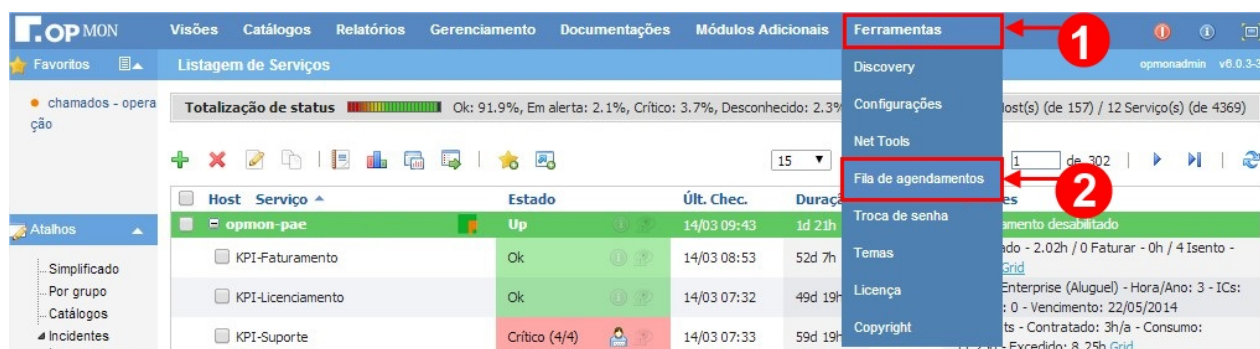 OPMON
Visões Catálogos Relatórios Gerenciamento Documentações Módulos Adicionais Ferramentas
1
Favoritos
Listagem de Serviços
Discovery
opmonadmin v6.0.3-3
chamados - opera
ção
Totalização de status Ok: 91.9%, Em alerta: 2.1%, Crítico: 3.7%, Desconhecido: 2.3%
Configurações
Host(s) (de 157) / 12 Serviço(s) (de 4369)
Net Tools
15
1 de 302
Fila de agendamentos
2
Host Serviço Estado Últ. Chec.
Troca de senha
Atalhos
opmon-pae Up 14/03 09:43 1d 21h
desabilitado
Simplificado
KPI-Faturamento Ok 14/03 08:53 52d 7h
Temas
- 2.02h / 0 Faturar - 0h / 4 Isento -
Grid
Por grupo
KPI-Licenciamento Ok 14/03 07:32 49d 19h
Licença
Enterprise (Aluguel) - Hora/Ano: 3 - ICs:
: 0 - Vencimento: 22/05/2014
Catálogos
Incidentes
KPI-Suporte Crítico (4/4) 14/03 07:33 59d 19h
Copyright
- Contratado: 3h/a - Consumo:
- Excedido: 8.25h Grid